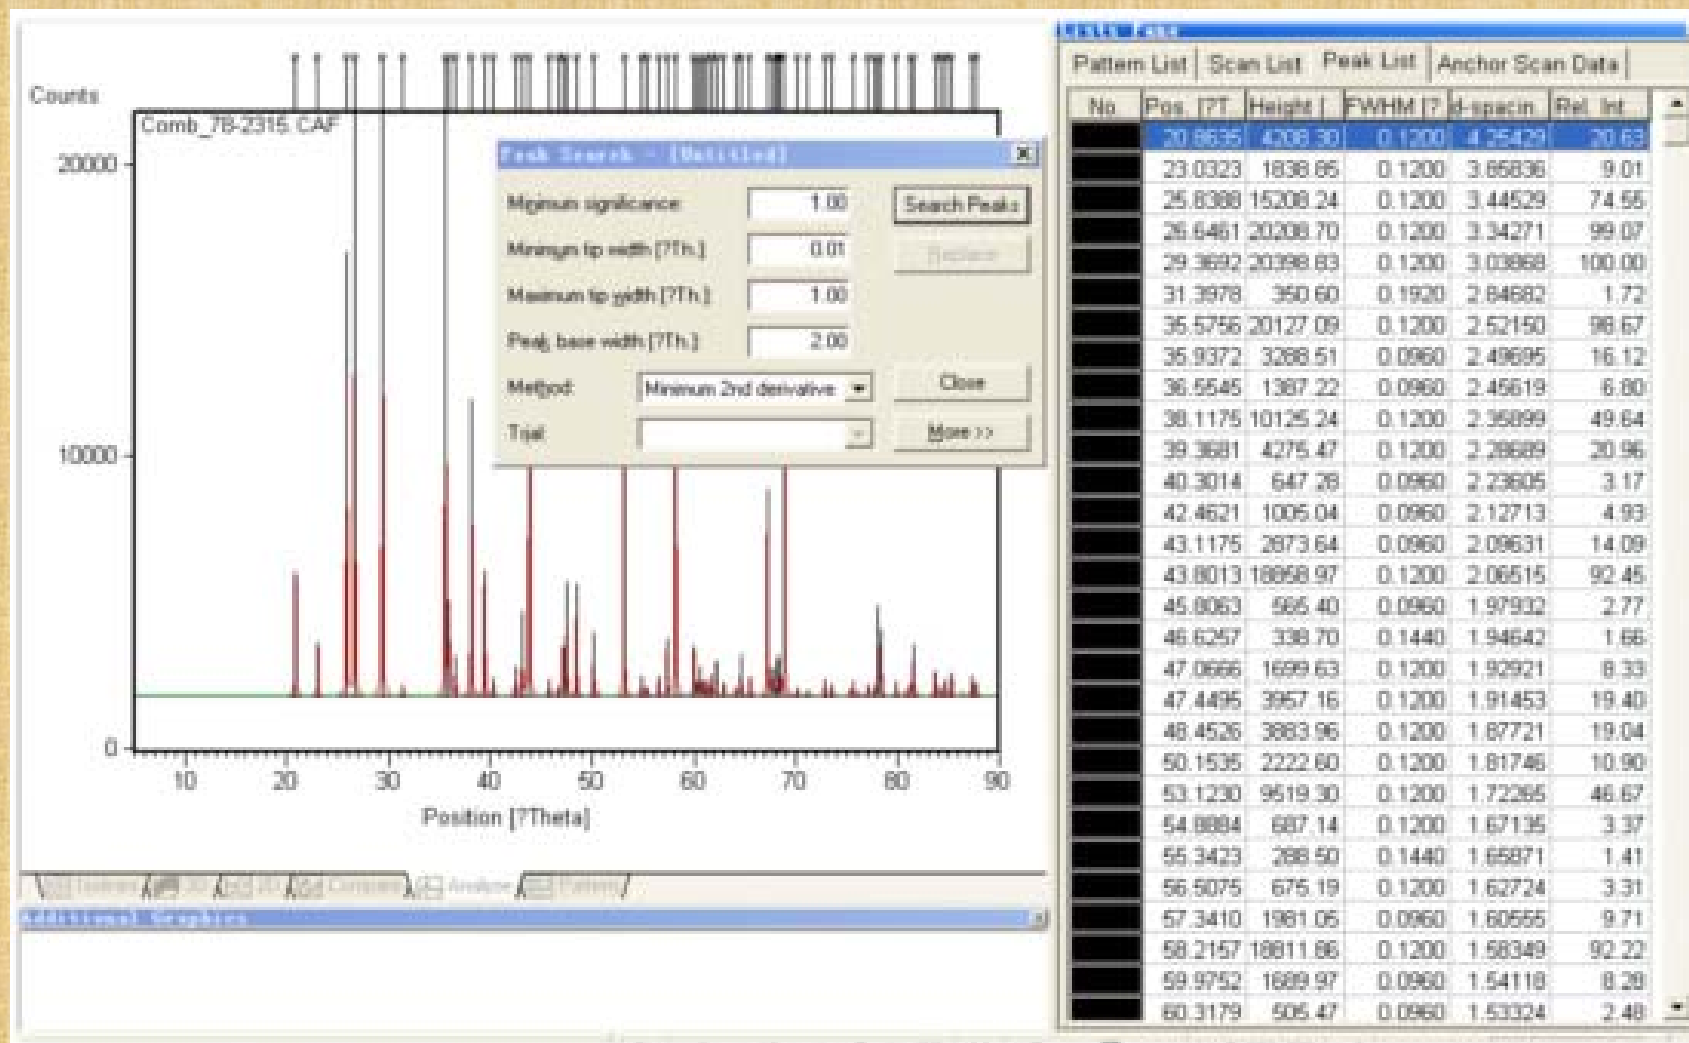 Lists Pane
Pattern List Scan List Peak List Anchor Scan Data
No. Pos. [?T Height [ FWHM [? d-spacin Rel. Int.
20.8635 4208.30 0.1200 4.25429 20.63
23.0323 1838.85 0.1200 3.85836 9.01
25.8388 15208.24 0.1200 3.44529 74.55
26.6461 20208.70 0.1200 3.34271 99.07
29.3692 20398.83 0.1200 3.03868 100.00
31.3978 350.60 0.1920 2.84682 1.72
35.5756 20127.09 0.1200 2.52150 98.67
35.9372 3288.51 0.0960 2.49695 16.12
36.5545 1387.22 0.0960 2.45619 6.80
38.1175 10125.24 0.1200 2.35899 49.64
39.3681 4275.47 0.1200 2.28689 20.96
40.3014 647.28 0.0960 2.23605 3.17
42.4621 1005.04 0.0960 2.12713 4.93
43.1175 2873.64 0.0960 2.09631 14.09
43.8013 18858.97 0.1200 2.06515 92.45
45.8063 565.40 0.0960 1.97932 2.77
46.6257 338.70 0.1440 1.94642 1.66
47.0666 1699.63 0.1200 1.92921 8.33
47.4495 3957.16 0.1200 1.91453 19.40
48.4526 3883.96 0.1200 1.87721 19.04
50.1535 2222.60 0.1200 1.81746 10.90
53.1230 9519.30 0.1200 1.72265 46.67
54.8884 687.14 0.1200 1.67135 3.37
55.3423 288.50 0.1440 1.65871 1.41
56.5075 675.19 0.1200 1.62724 3.31
57.3410 1981.05 0.0960 1.60555 9.71
58.2157 18811.86 0.1200 1.58349 92.22
59.9752 1689.97 0.0960 1.54118 8.28
60.3179 505.47 0.0960 1.53324 2.48
Counts
Comb_78-2315.CAF
20000
10000
0
10 20 30 40 50 60 70 80 90
Position [?Theta]
Peak Search - [Untitled]
Minimum significance: 1.00 Search Peaks
Minimum tip width [?Th.]: 0.01 Replace
Maximum tip width [?Th.]: 1.00
Peak base width [?Th.]: 2.00
Method: Minimum 2nd derivative Close
Trial: More >>
3D 2D Compare Analyze Pattern
Additional Graphics